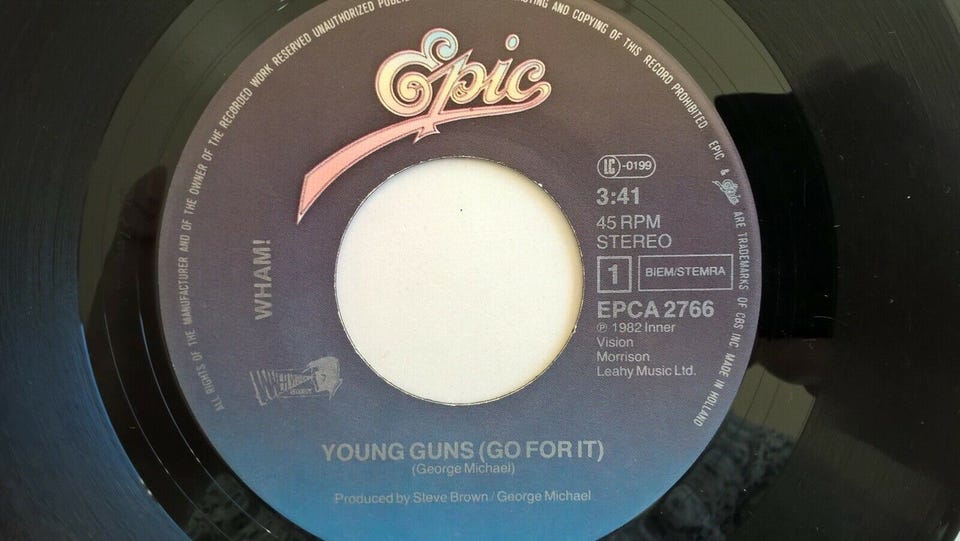 ALL RIGHTS OF THE MANUFACTURER AND OF THE OWNER OF THE RECORDED WORK RESERVED UNAUTHORIZED
AND COPYING OF THIS RECORD PROHIBITED EPIC & Epic ARE TRADEMARKS OF CBS INC MADE IN HOLLAND
Epic
LC-0199
3:41
45 RPM
STEREO
1 BIEM/STEMRA
EPCA 2766
℗ 1982 Inner
Vision
Morrison
Leahy Music Ltd.
WHAM!
YOUNG GUNS (GO FOR IT)
(George Michael)
Produced by Steve Brown / George Michael